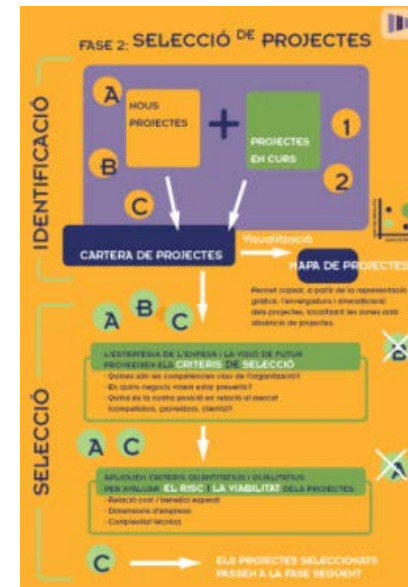 FASE 2: SELECCIÓ DE PROJECTES
IDENTIFICACIÓ
A
NOUS
PROJECTES
+
PROJECTES
EN CURS
1
B
2
C
CARTERA DE PROJECTES
Visualització
MAPA DE PROJECTES
Permet copsar, a partir de la representació
gràfica, l'envergadura i
dels projectes, localitzant les zones amb
absència de projectes
SELECCIÓ
A B C
L'ESTRATÈGIA DE L'EMPESA I LA VISIÓ DE FUTUR
PROVEEIXEN ELS CRITERIS DE SELECCIÓ
-Quines són les competències clau de l'organització?
-En quins negocis volem estar presents?
-Quina és la nostra posició en relació al mercat
(competidors, proveïdors, clients)?
B
A C
APLIQUEN CRITERIS QUANTITATIUS I QUALITATIUS
PER AVALUAR EL RISC I LA VIABILITAT DELS PROJECTES
-Relació cost / benefici esperat
-Dimensions d'empresa
-Complexitat tècnica
A
C
ELS PROJECTES SELECCIONATS
PASSEN A LA FASE SEGÜENT